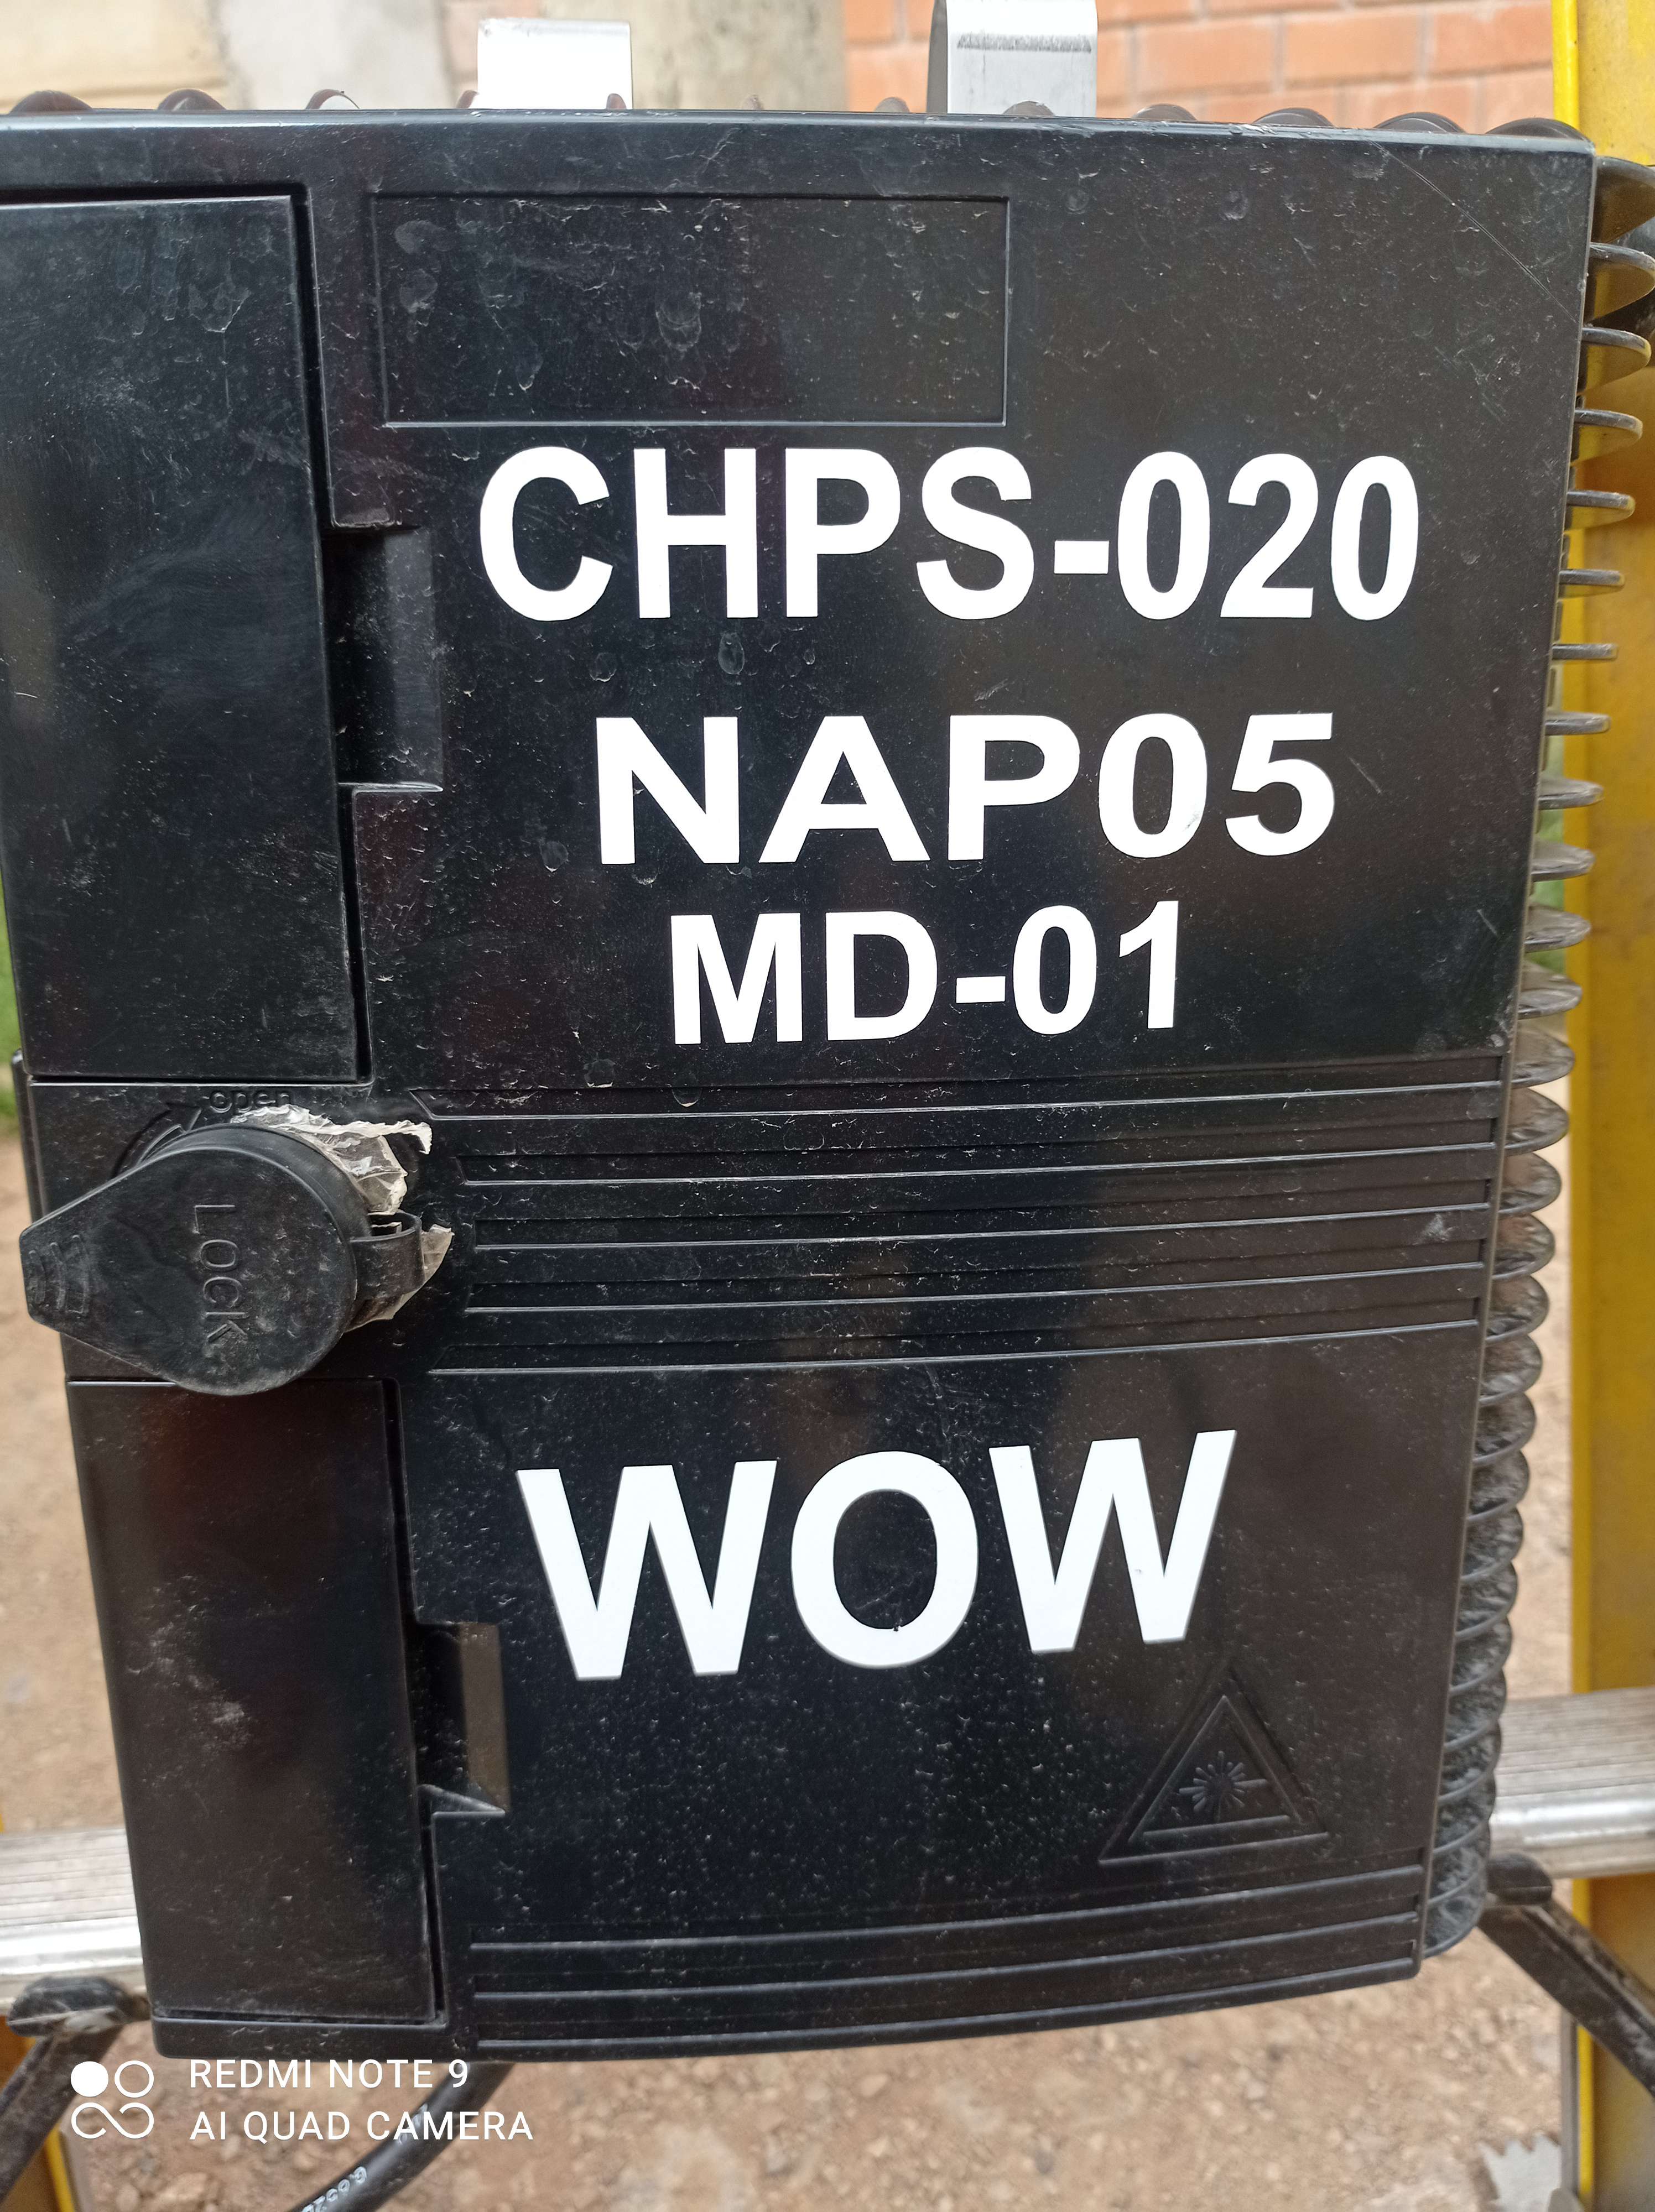 CHPS-020
NAP05
MD-01
open
LOCK
WOW
REDMI NOTE 9
AI QUAD CAMERA